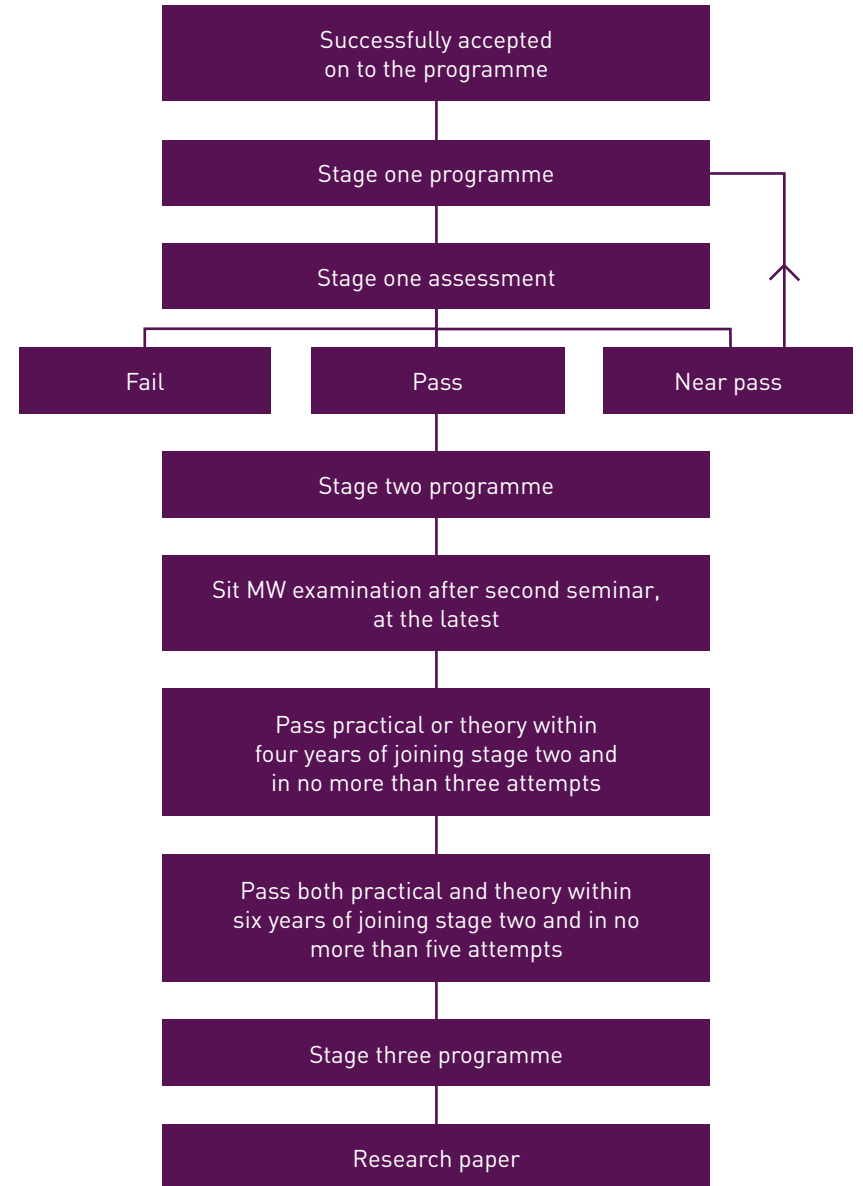 Successfully accepted
on to the programme
Stage one programme
Stage one assessment
Fail
Pass
Near pass
Stage two programme
Sit MW examination after second seminar,
at the latest
Pass practical or theory within
four years of joining stage two and
in no more than three attempts
Pass both practical and theory within
six years of joining stage two and in no
more than five attempts
Stage three programme
Research paper